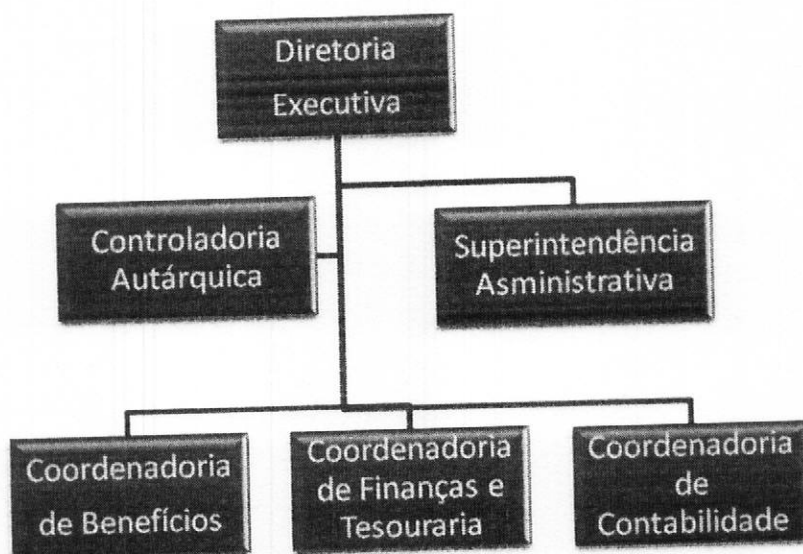 Diretoria
Executiva
Controladoria
Autárquica
Superintendência
Asministrativa
Coordenadoria
de Benefícios
Coordenadoria
de Finanças e
Tesouraria
Coordenadoria
de
Contabilidade